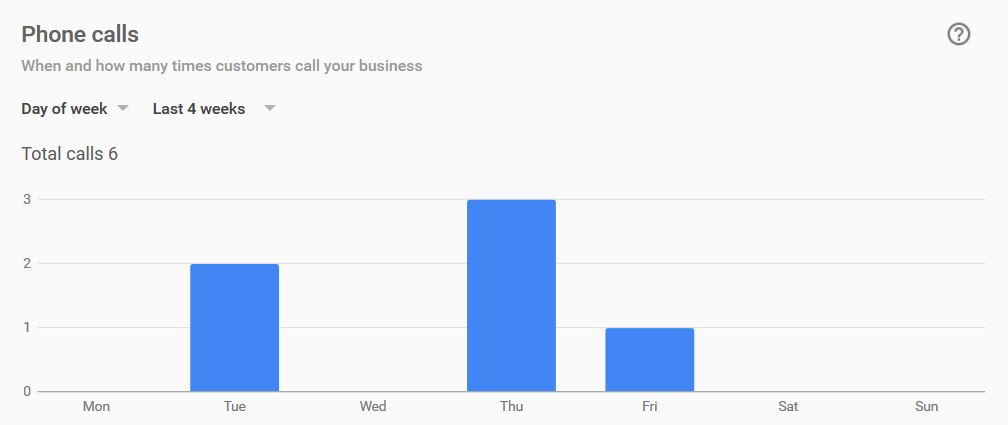 Phone calls
When and how many times customers call your business
Day of week Last 4 weeks
Total calls 6
3
2
1
0
Mon Tue Wed Thu Fri Sat Sun